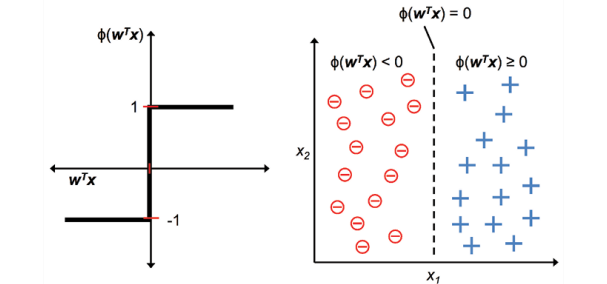 ϕ(wᵀx)
1
wᵀx
-1
ϕ(wᵀx) = 0
ϕ(wᵀx) < 0
ϕ(wᵀx) ≥ 0
x₂
x₁